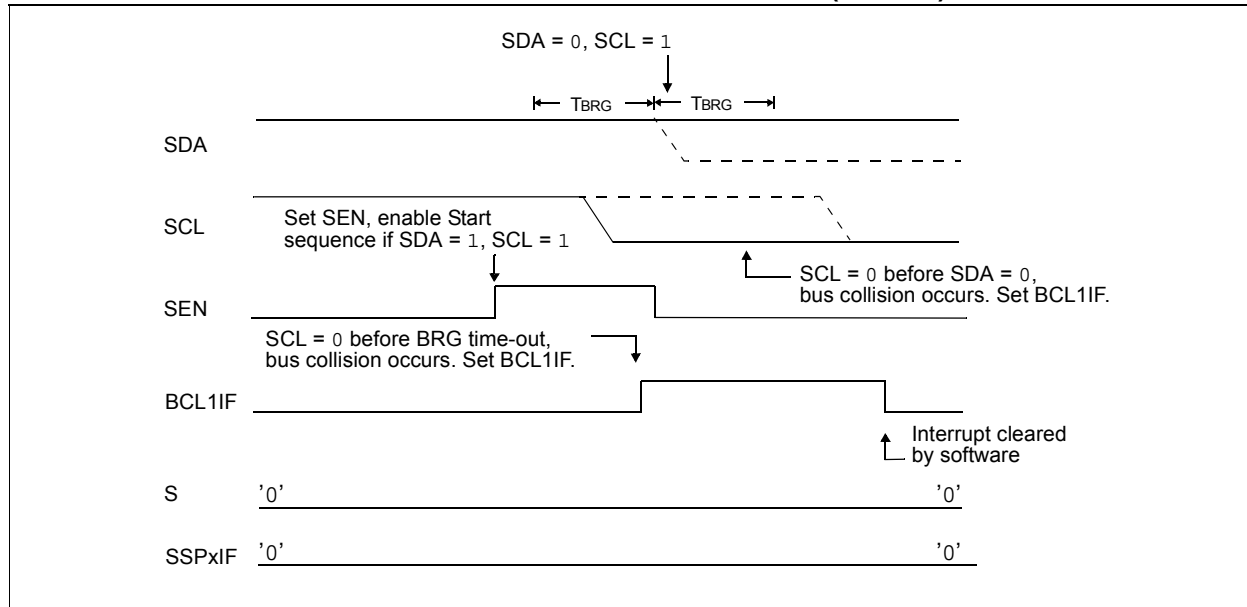 SDA = 0, SCL = 1
TBRG TBRG
SDA
SCL
Set SEN, enable Start
sequence if SDA = 1, SCL = 1
SCL = 0 before SDA = 0,
bus collision occurs. Set BCL1IF.
SEN
SCL = 0 before BRG time-out,
bus collision occurs. Set BCL1IF.
BCL1IF
Interrupt cleared
by software
S '0' '0'
SSPxIF '0' '0'